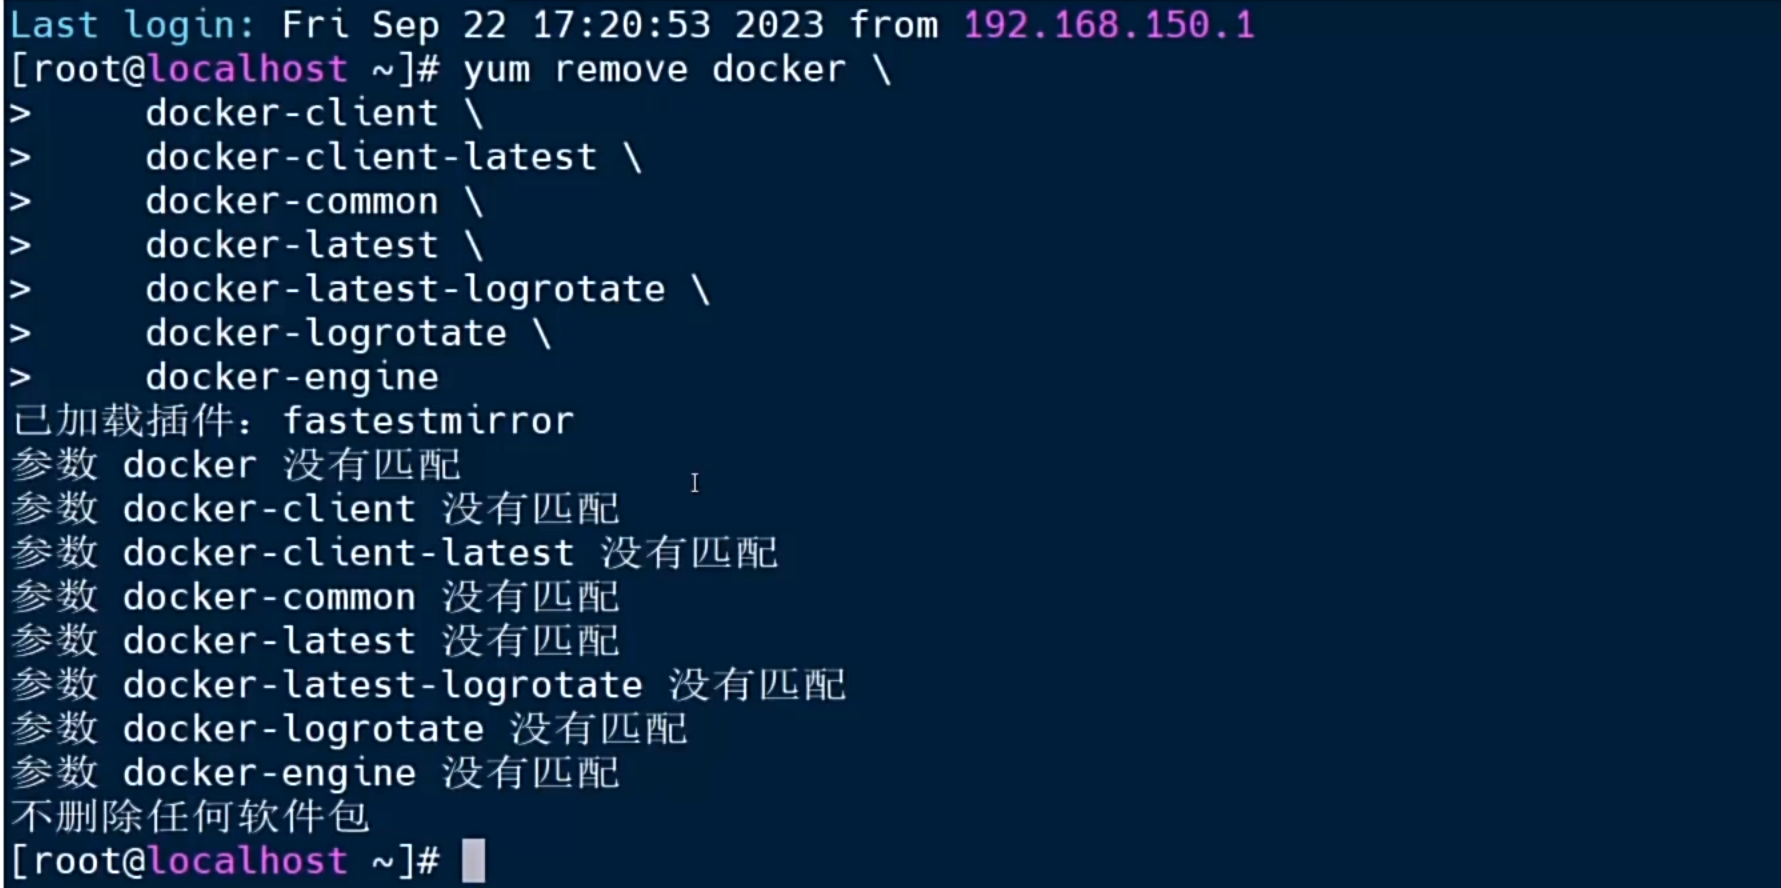 Last login: Fri Sep 22 17:20:53 2023 from 192.168.150.1
[root@localhost ~]# yum remove docker \
>     docker-client \
>     docker-client-latest \
>     docker-common \
>     docker-latest \
>     docker-latest-logrotate \
>     docker-logrotate \
>     docker-engine
已加载插件：fastestmirror
参数 docker 没有匹配
参数 docker-client 没有匹配
参数 docker-client-latest 没有匹配
参数 docker-common 没有匹配
参数 docker-latest 没有匹配
参数 docker-latest-logrotate 没有匹配
参数 docker-logrotate 没有匹配
参数 docker-engine 没有匹配
不删除任何软件包
[root@localhost ~]#